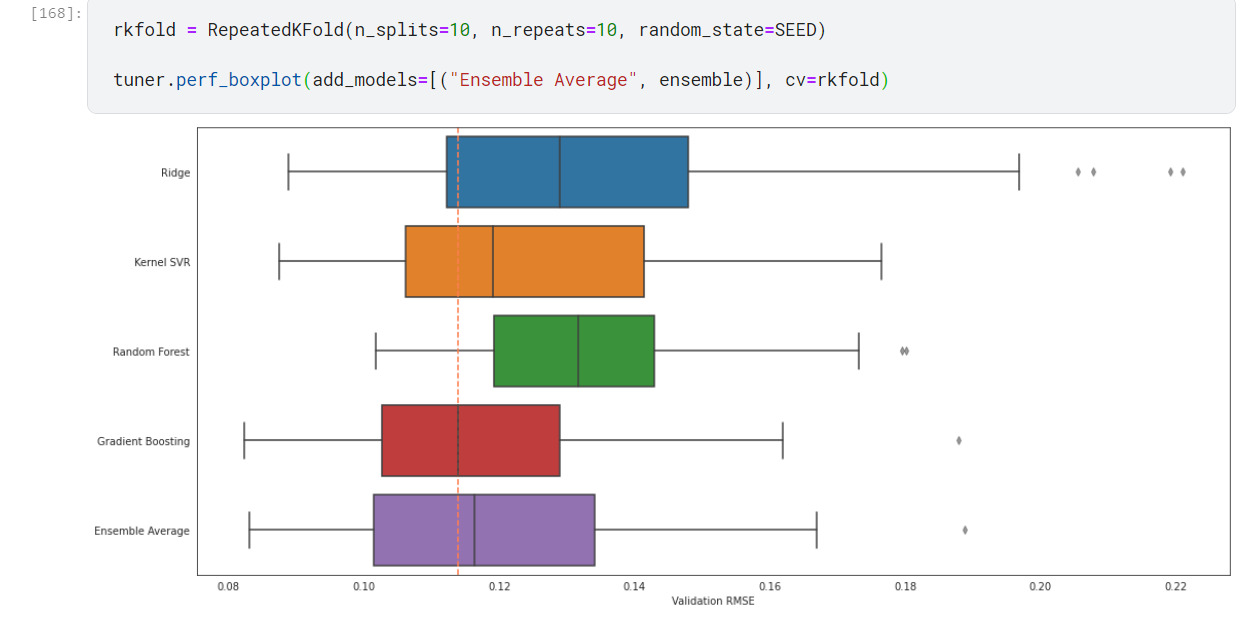 [168]:
rkfold = RepeatedKFold(n_splits=10, n_repeats=10, random_state=SEED)
tuner.perf_boxplot(add_models=[("Ensemble Average", ensemble)], cv=rkfold)
Ridge
Kernel SVR
Random Forest
Gradient Boosting
Ensemble Average
0.08 0.10 0.12 0.14 0.16 0.18 0.20 0.22
Validation RMSE